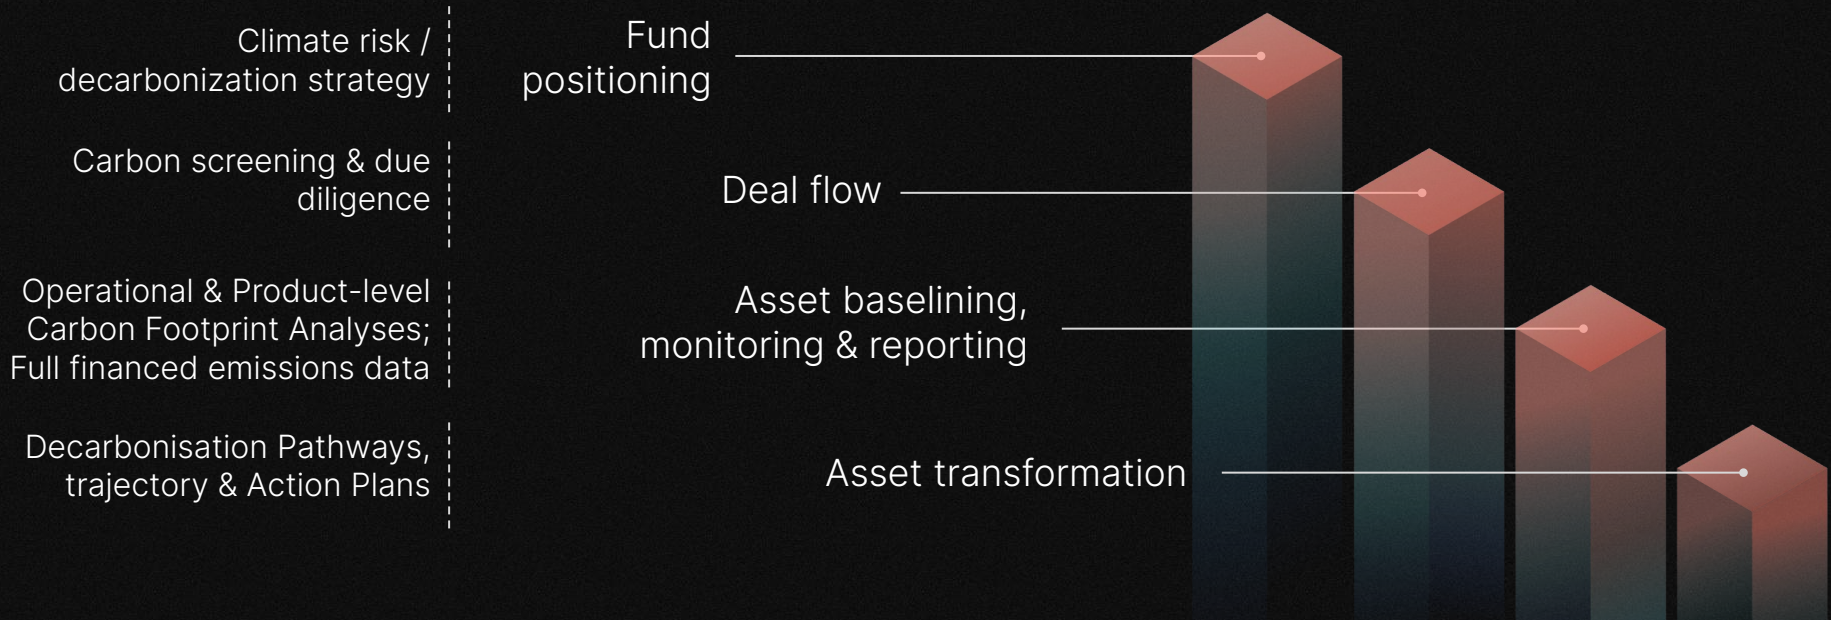 Climate risk /
decarbonization strategy
Fund
positioning
Carbon screening & due
diligence
Deal flow
Operational & Product-level
Carbon Footprint Analyses;
Full financed emissions data
Asset baselining,
monitoring & reporting
Decarbonisation Pathways,
trajectory & Action Plans
Asset transformation